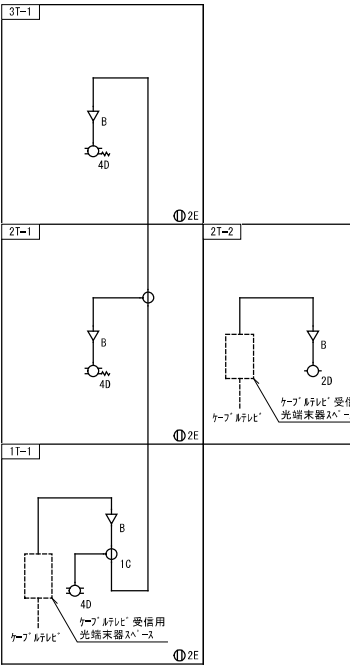 3T-1
B
4D
2E
2T-1
B
4D
2E
2T-2
B
2D
ｹｰﾌﾞﾙﾃﾚﾋﾞ
ｹｰﾌﾞﾙﾃﾚﾋﾞ受信
光端末器ｽﾍﾟｰ
1T-1
B
1C
4D
ｹｰﾌﾞﾙﾃﾚﾋﾞ
ｹｰﾌﾞﾙﾃﾚﾋﾞ受信用
光端末器ｽﾍﾟｰｽ
2E